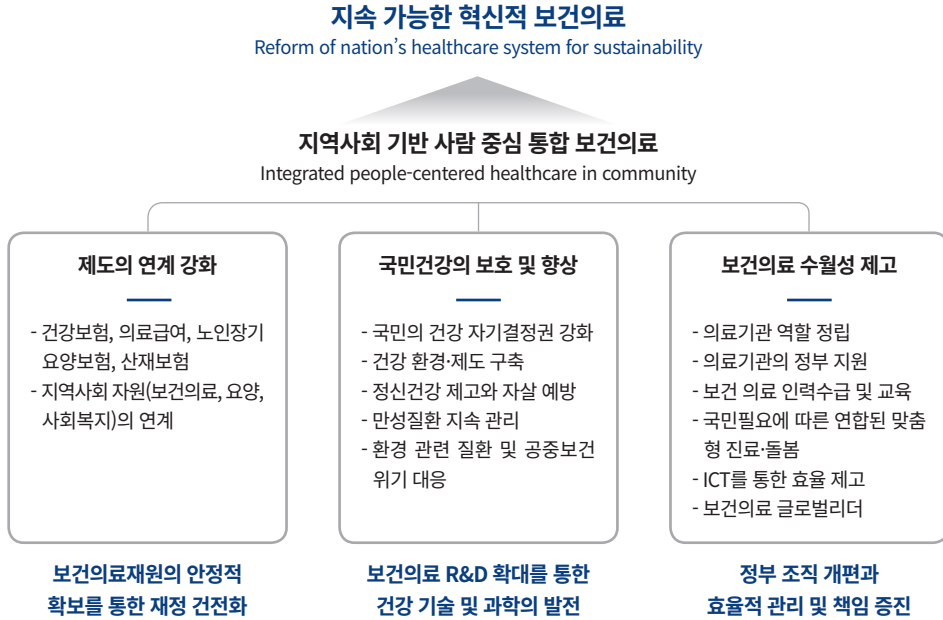 지속 가능한 혁신적 보건의료
Reform of nation's healthcare system for sustainability
지역사회 기반 사람 중심 통합 보건의료
Integrated people-centered healthcare in community
제도의 연계 강화
- 건강보험, 의료급여, 노인장기
요양보험, 산재보험
- 지역사회 자원(보건의료, 요양,
사회복지)의 연계
국민건강의 보호 및 향상
- 국민의 건강 자기결정권 강화
- 건강 환경·제도 구축
- 정신건강 제고와 자살 예방
- 만성질환 지속 관리
- 환경 관련 질환 및 공중보건
위기 대응
보건의료 수월성 제고
- 의료기관 역할 정립
- 의료기관의 정부 지원
- 보건 의료 인력수급 및 교육
- 국민필요에 따른 연합된 맞춤
형 진료·돌봄
- ICT를 통한 효율 제고
- 보건의료 글로벌리더
보건의료재원의 안정적
확보를 통한 재정 건전화
보건의료 R&D 확대를 통한
건강 기술 및 과학의 발전
정부 조직 개편과
효율적 관리 및 책임 증진